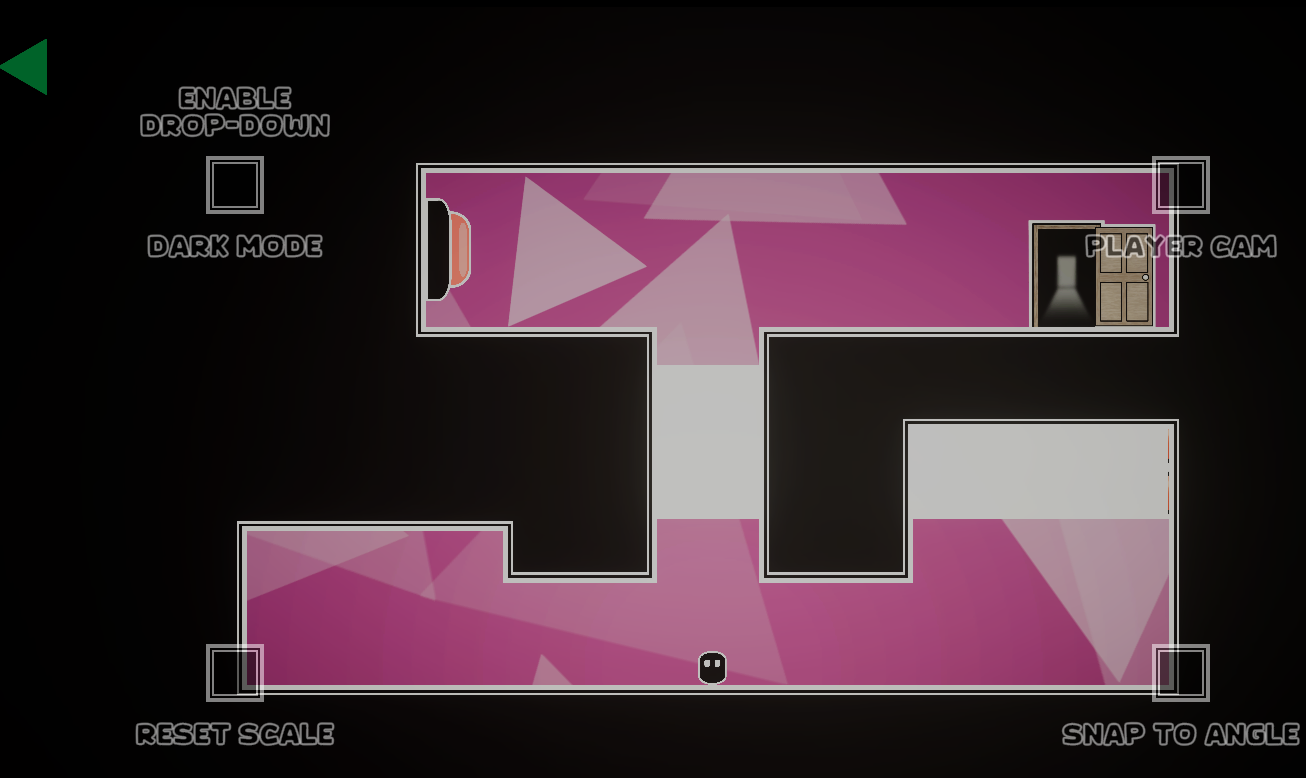 ENABLE
DROP-DOWN
DARK MODE
PLAYER CAM
RESET SCALE
SNAP TO ANGLE